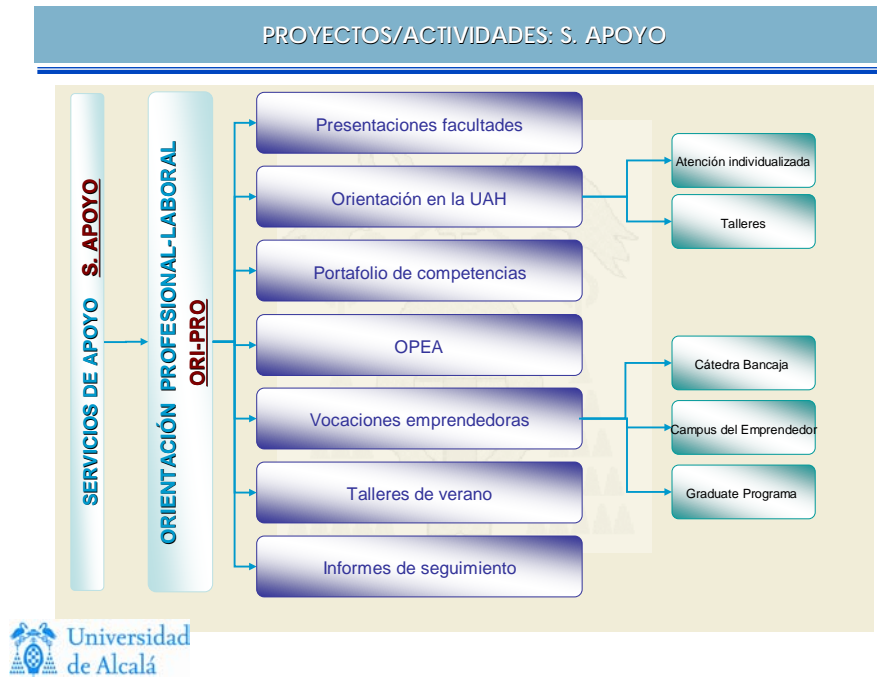 PROYECTOS/ACTIVIDADES: S. APOYO
SERVICIOS DE APOYO S. APOYO
ORIENTACIÓN PROFESIONAL-LABORAL
ORI-PRO
Presentaciones facultades
Orientación en la UAH
Portafolio de competencias
OPEA
Vocaciones emprendedoras
Talleres de verano
Informes de seguimiento
Atención individualizada
Talleres
Cátedra Bancaja
Campus del Emprendedor
Graduate Programa
Universidad
de Alcalá